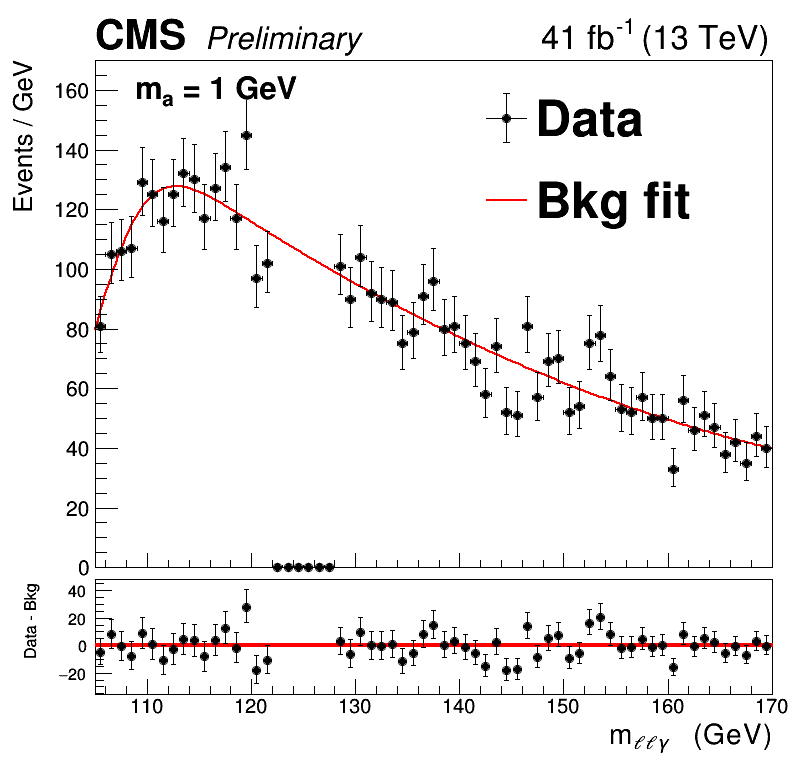 CMS Preliminary 41 fb⁻¹ (13 TeV)
Events / GeV
mₐ = 1 GeV
Data
Bkg fit
160
140
120
100
80
60
40
20
0
Data - Bkg
40
20
0
−20
110 120 130 140 150 160 170
m_ℓℓγ (GeV)